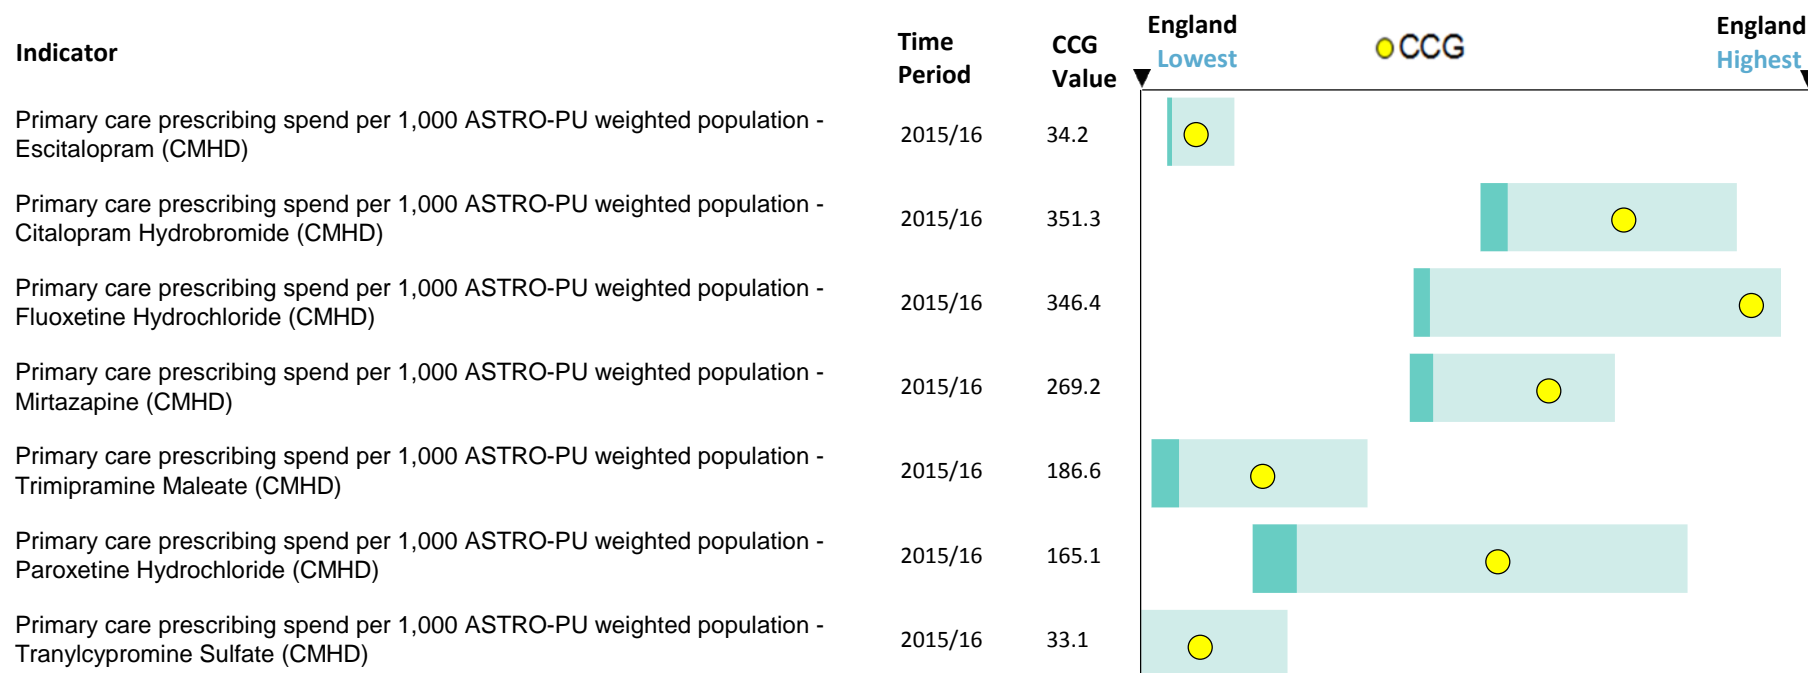 Indicator
Time
Period
CCG
Value
England
Lowest
CCG
England
Highest
Primary care prescribing spend per 1,000 ASTRO-PU weighted population -
Escitalopram (CMHD)
2015/16
34.2
Primary care prescribing spend per 1,000 ASTRO-PU weighted population -
Citalopram Hydrobromide (CMHD)
2015/16
351.3
Primary care prescribing spend per 1,000 ASTRO-PU weighted population -
Fluoxetine Hydrochloride (CMHD)
2015/16
346.4
Primary care prescribing spend per 1,000 ASTRO-PU weighted population -
Mirtazapine (CMHD)
2015/16
269.2
Primary care prescribing spend per 1,000 ASTRO-PU weighted population -
Trimipramine Maleate (CMHD)
2015/16
186.6
Primary care prescribing spend per 1,000 ASTRO-PU weighted population -
Paroxetine Hydrochloride (CMHD)
2015/16
165.1
Primary care prescribing spend per 1,000 ASTRO-PU weighted population -
Tranylcypromine Sulfate (CMHD)
2015/16
33.1